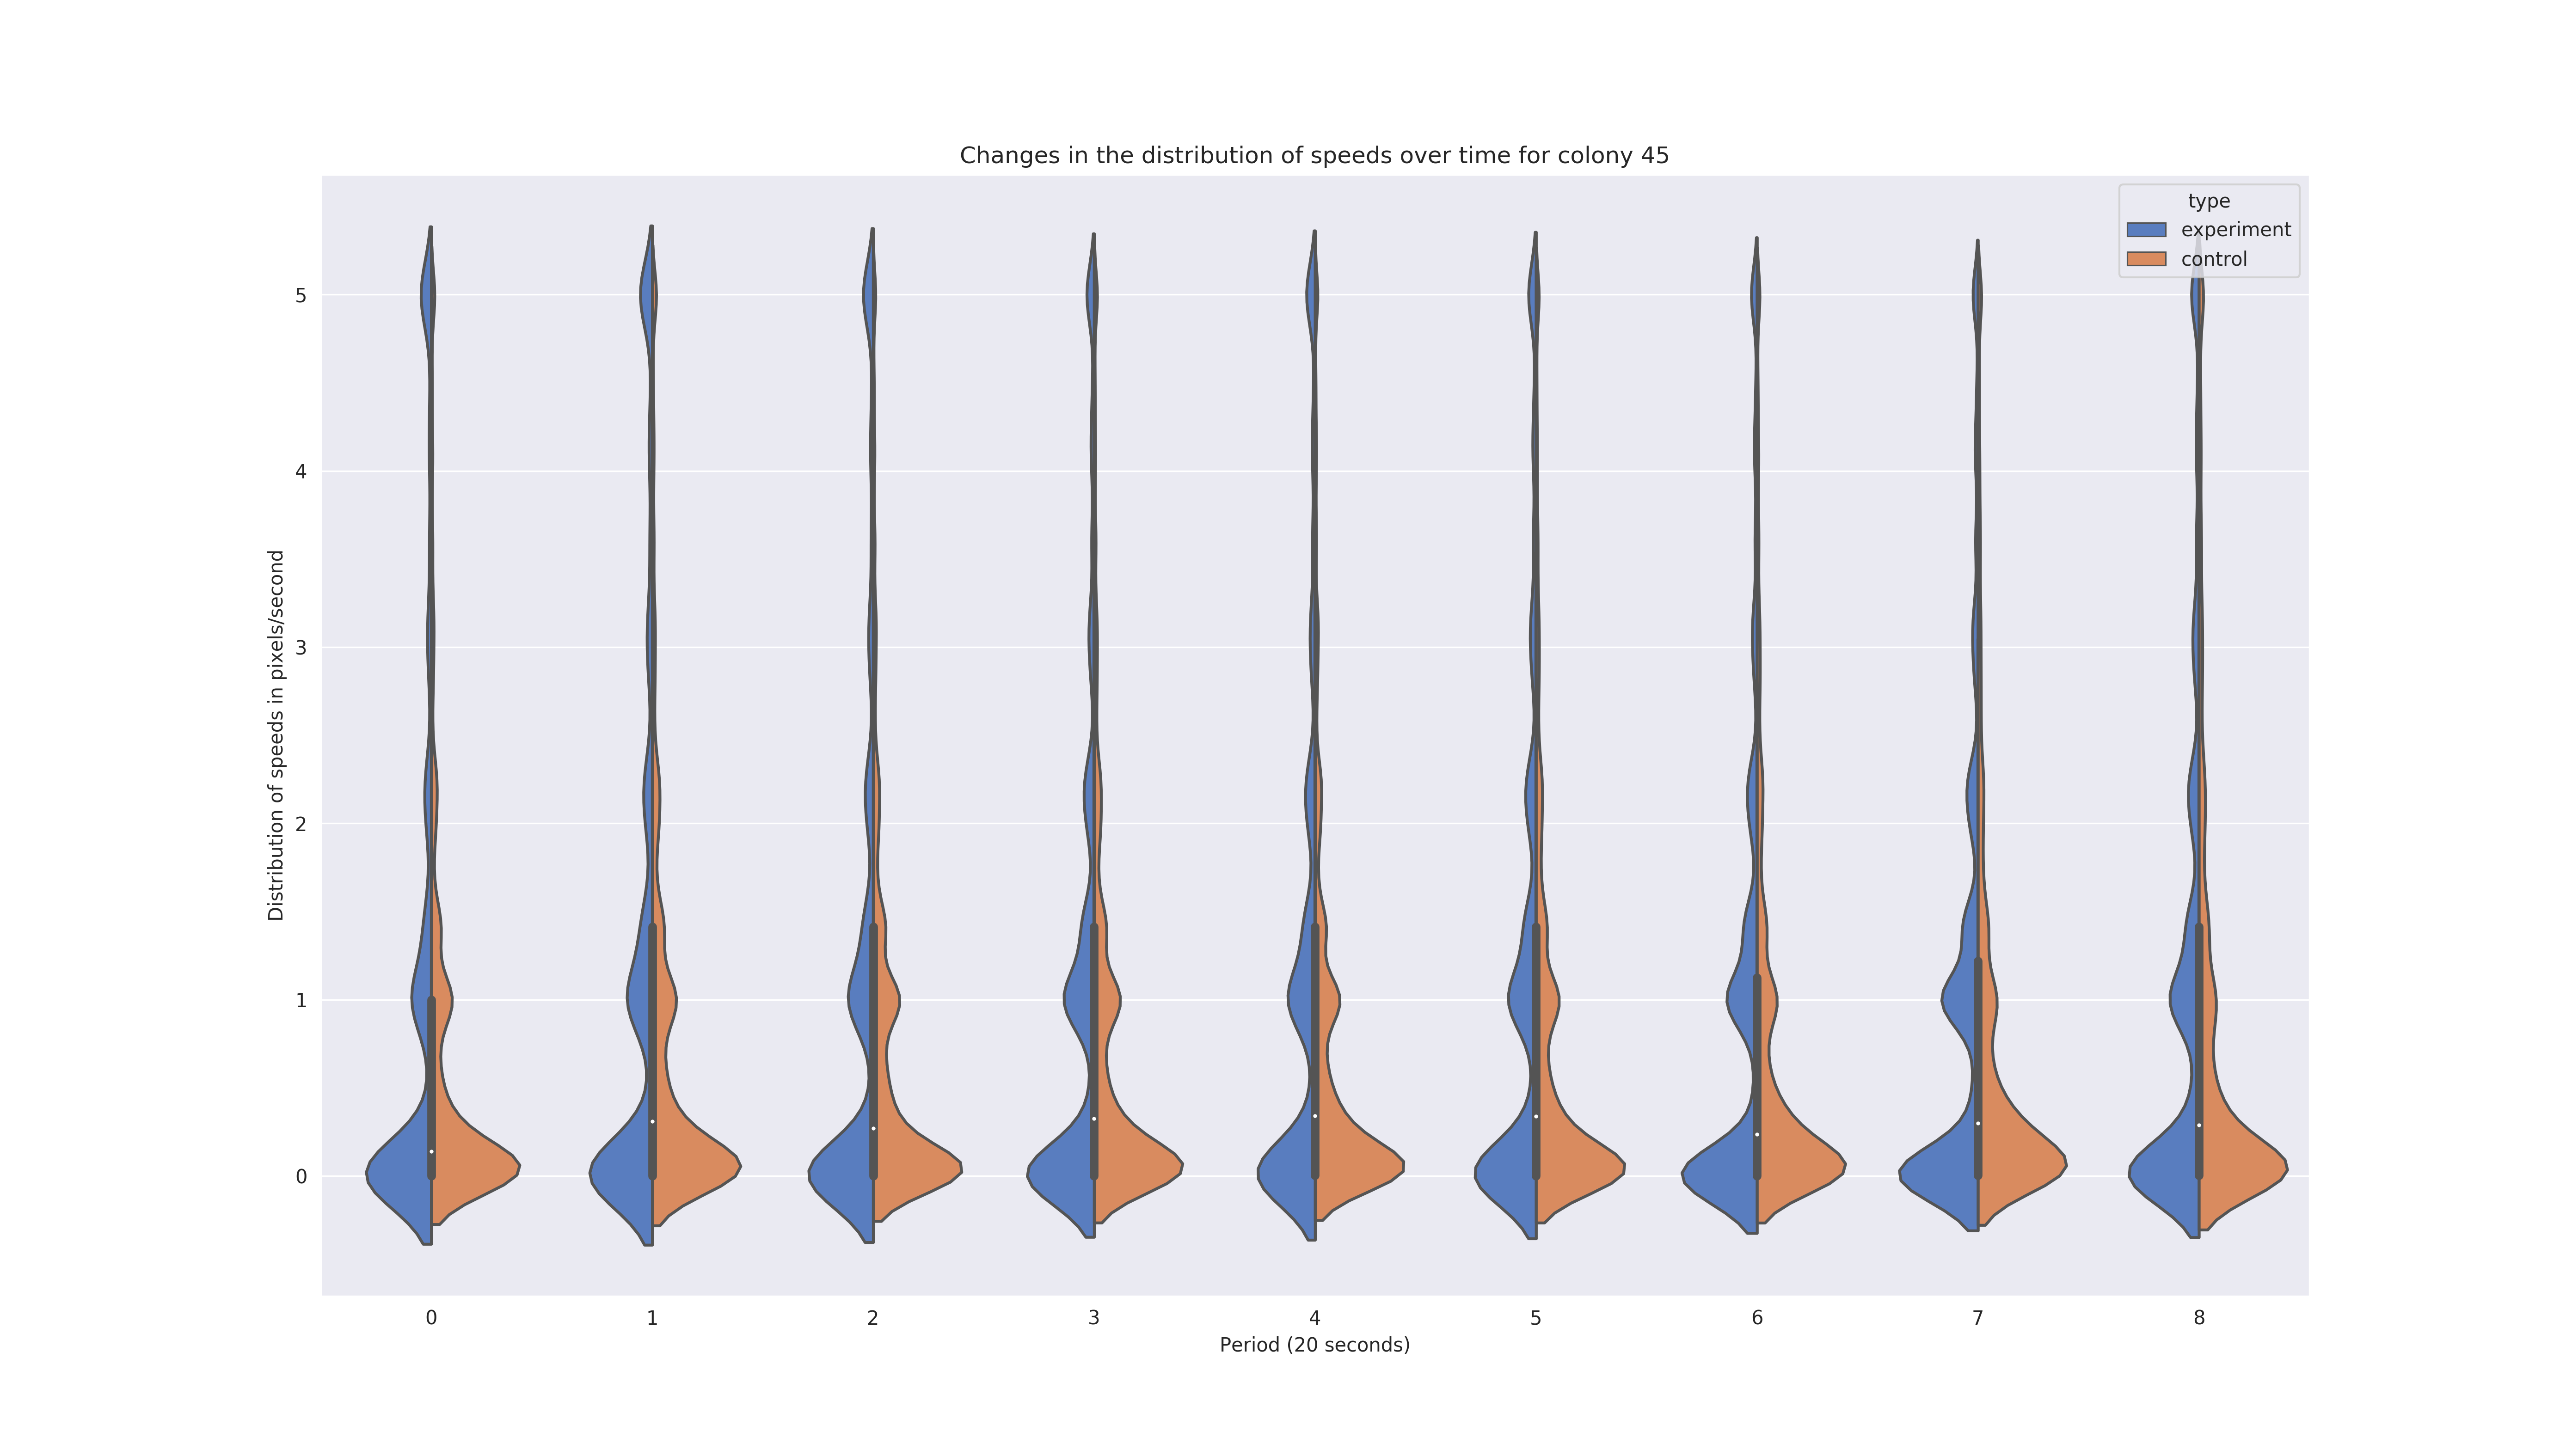 Changes in the distribution of speeds over time for colony 45
type
experiment
control
Distribution of speeds in pixels/second
5
4
3
2
1
0
0 1 2 3 4 5 6 7 8
Period (20 seconds)